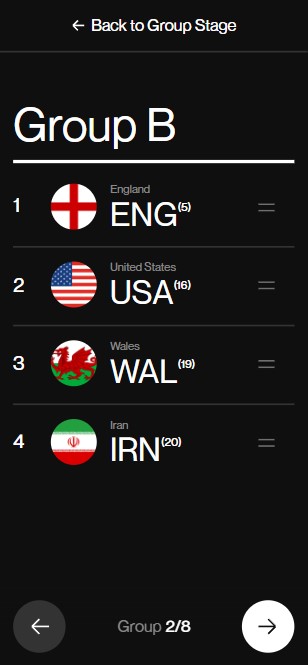 ← Back to Group Stage
Group B
1
England
ENG(5)
2
United States
USA(16)
3
Wales
WAL(19)
4
Iran
IRN(20)
Group 2/8